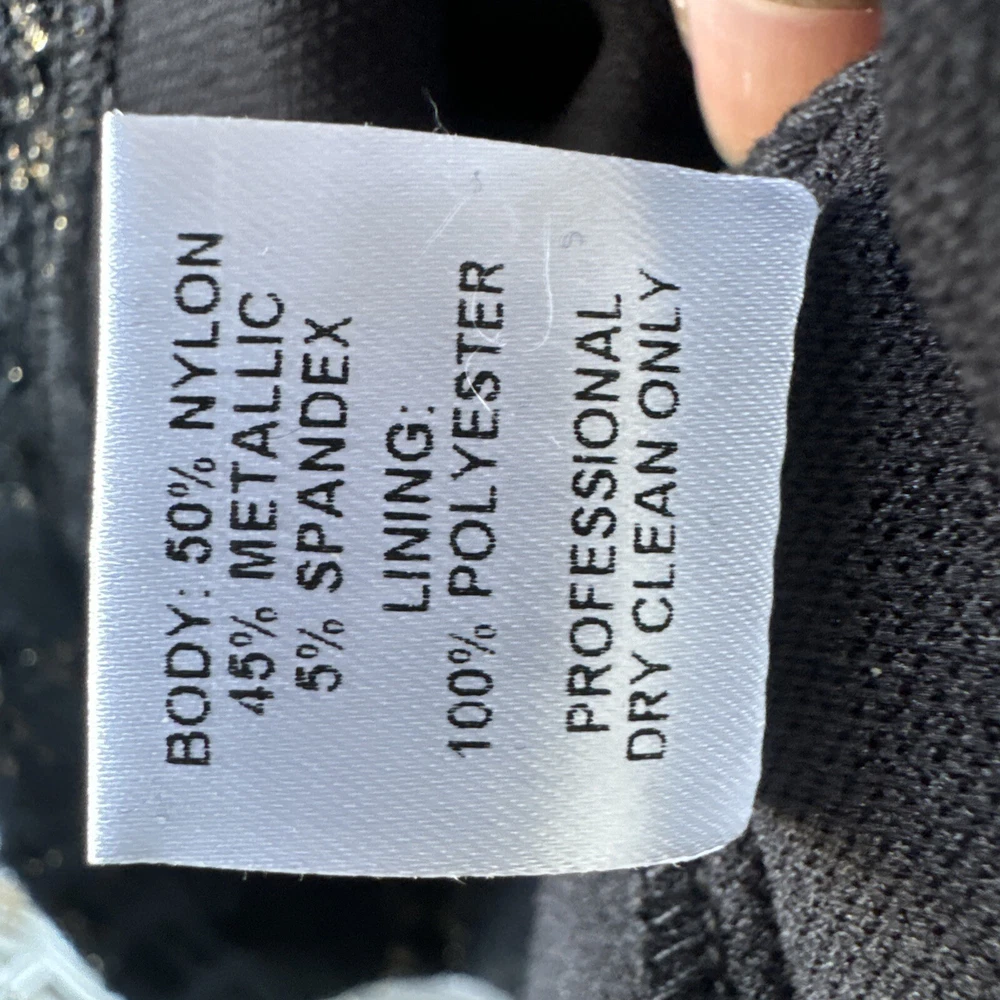 BODY: 50% NYLON
45% METALLIC
5% SPANDEX
LINING:
100% POLYESTER
PROFESSIONAL
DRY CLEAN ONLY